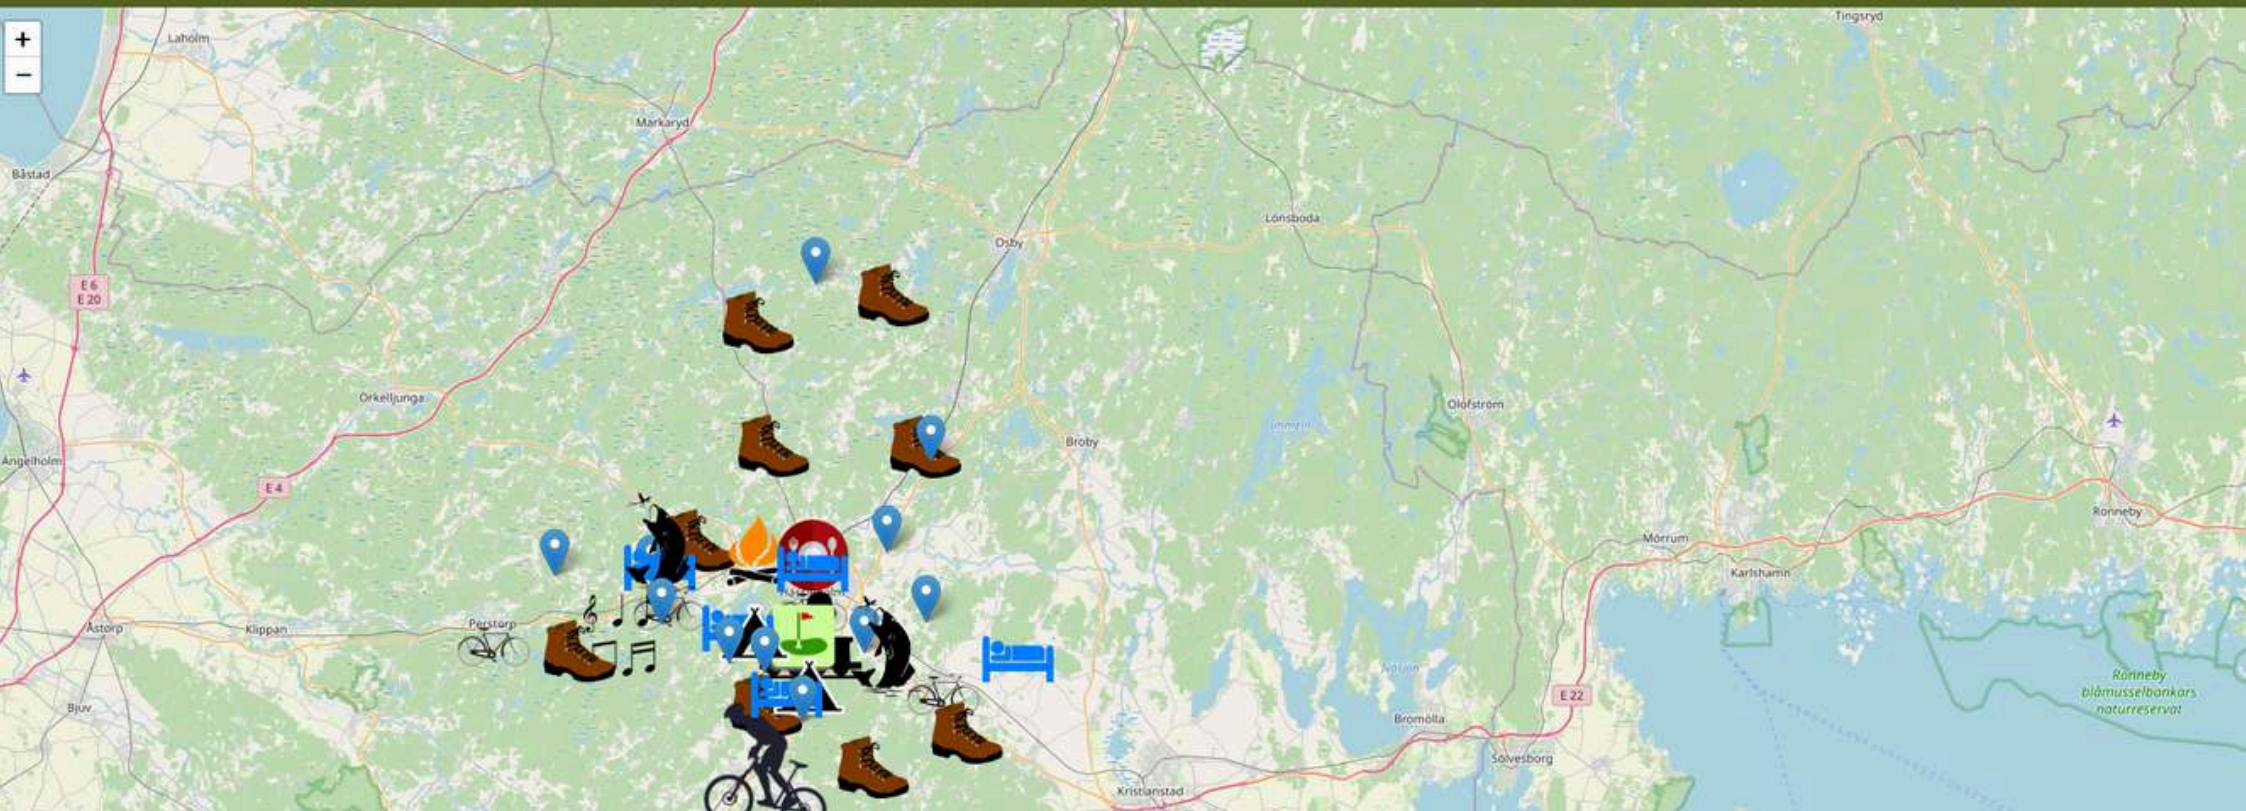 Tingsryd
+
Laholm
−
Markaryd
Båstad
Lönsboda
Osby
E 6
E 20
Örkelljunga
Olofström
Immeln
Broby
Ängelholm
E 4
Ronneby
Mörrum
Karlshamn
Perstorp
Åstorp
Klippan
Ronneby
blåmusselbankars
naturreservat
E 22
Bjuv
Bromölla
Sölvesborg
Kristianstad